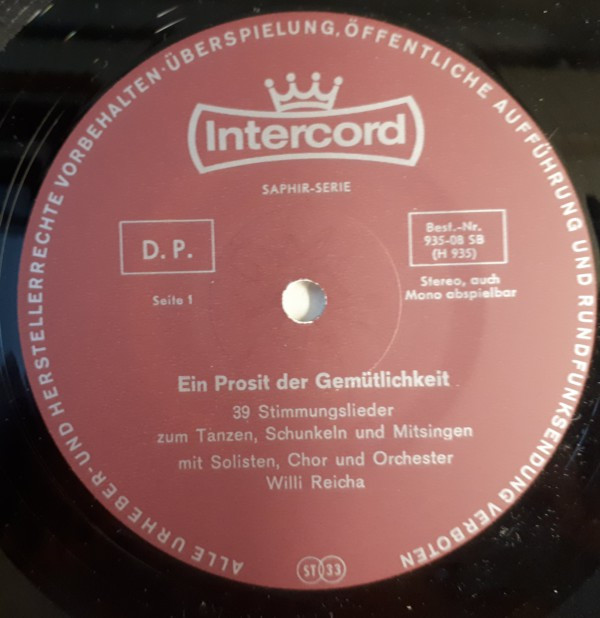 ALLE URHEBER- UND HERSTELLERRECHTE VORBEHALTEN · ÜBERSPIELUNG, ÖFFENTLICHE AUFFÜHRUNG UND RUNDFUNKSENDUNG VERBOTEN
Intercord
SAPHIR-SERIE
D. P.
Best.-Nr.
935-08 SB
(H 935)
Seite 1
Stereo, auch
Mono abspielbar
Ein Prosit der Gemütlichkeit
39 Stimmungslieder
zum Tanzen, Schunkeln und Mitsingen
mit Solisten, Chor und Orchester
Willi Reicha
ST 33